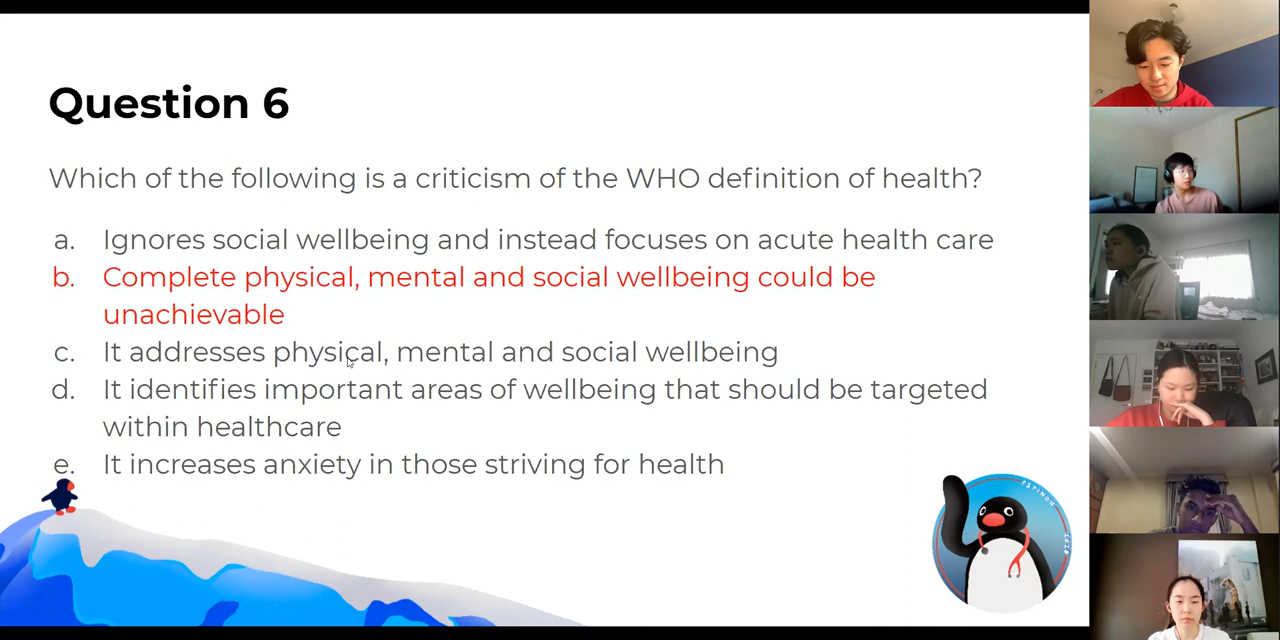 Question 6
Which of the following is a criticism of the WHO definition of health?
a. Ignores social wellbeing and instead focuses on acute health care
b. Complete physical, mental and social wellbeing could be
unachievable
c. It addresses physical, mental and social wellbeing
d. It identifies important areas of wellbeing that should be targeted
within healthcare
e. It increases anxiety in those striving for health